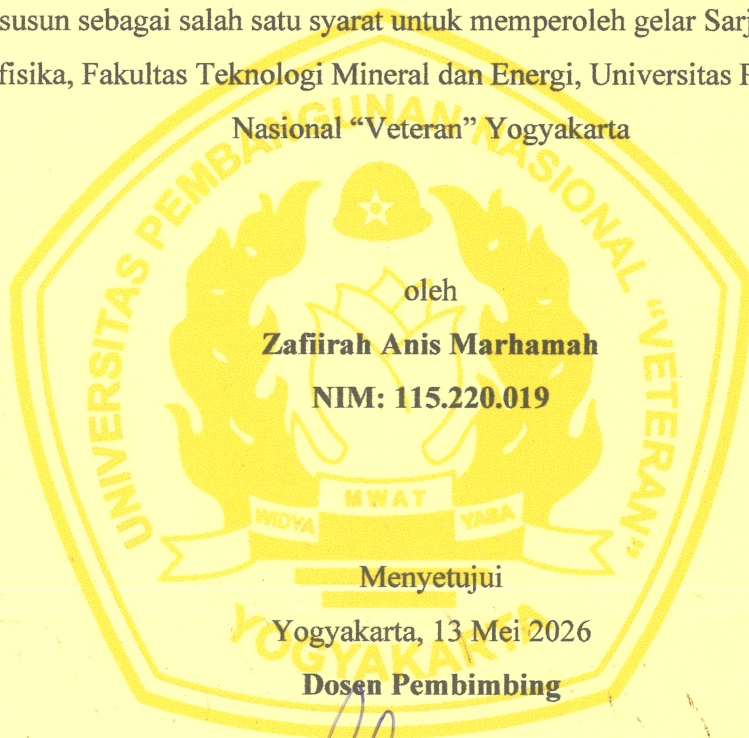 susun sebagai salah satu syarat untuk memperoleh gelar Sarj
fisika, Fakultas Teknologi Mineral dan Energi, Universitas P
Nasional “Veteran” Yogyakarta
UNIVERSITAS PEMBANGUNAN NASIONAL “VETERAN”
oleh
Zafiirah Anis Marhamah
NIM: 115.220.019
WIDYA MWAT YASA
YOGYAKARTA
Menyetujui
Yogyakarta, 13 Mei 2026
Dosen Pembimbing